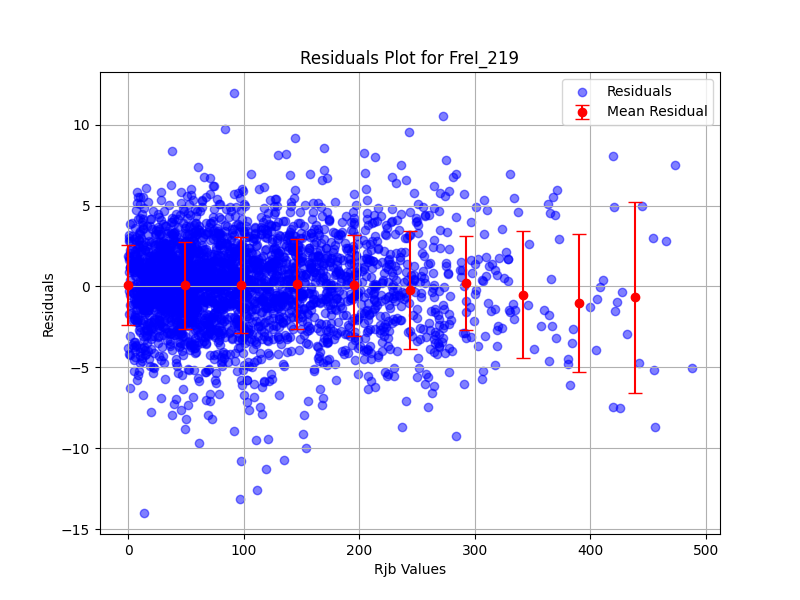 Residuals Plot for FreI_219
Residuals
Mean Residual
10
5
0
−5
−10
−15
Residuals
0
100
200
300
400
500
Rjb Values